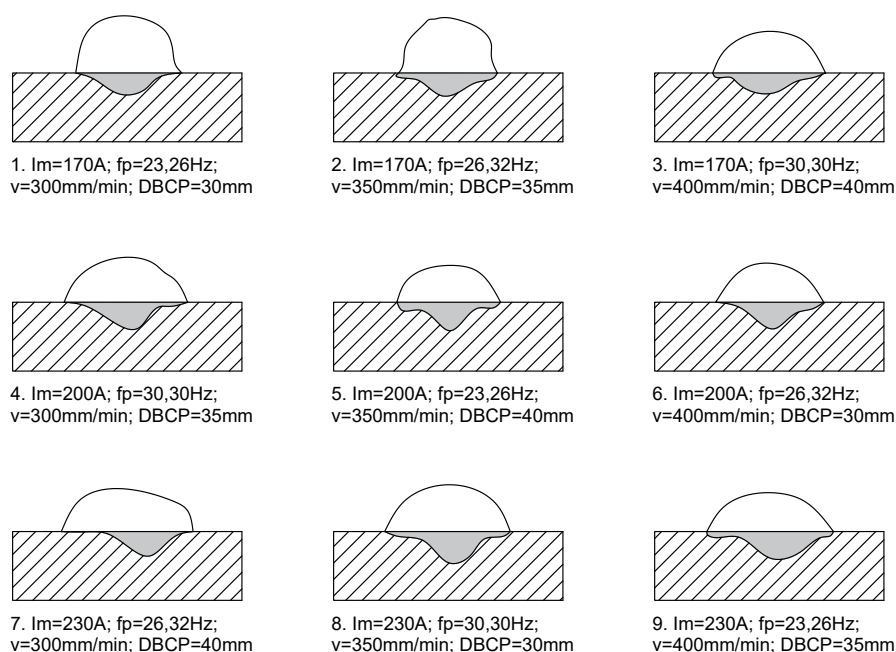 1. Im=170A; fp=23,26Hz;
v=300mm/min; DBCP=30mm
2. Im=170A; fp=26,32Hz;
v=350mm/min; DBCP=35mm
3. Im=170A; fp=30,30Hz;
v=400mm/min; DBCP=40mm
4. Im=200A; fp=30,30Hz;
v=300mm/min; DBCP=35mm
5. Im=200A; fp=23,26Hz;
v=350mm/min; DBCP=40mm
6. Im=200A; fp=26,32Hz;
v=400mm/min; DBCP=30mm
7. Im=230A; fp=26,32Hz;
v=300mm/min; DBCP=40mm
8. Im=230A; fp=30,30Hz;
v=350mm/min; DBCP=30mm
9. Im=230A; fp=23,26Hz;
v=400mm/min; DBCP=35mm